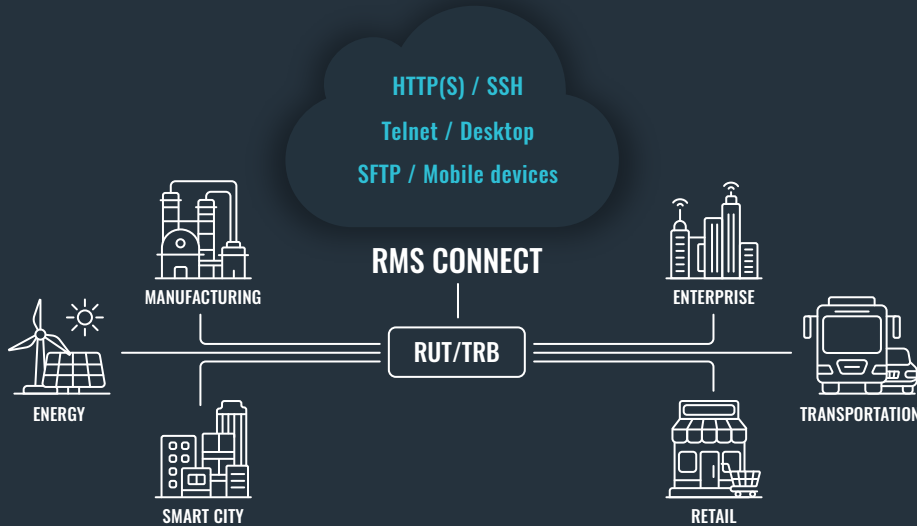 HTTP(S) / SSH
Telnet / Desktop
SFTP / Mobile devices
RMS CONNECT
MANUFACTURING
ENTERPRISE
RUT/TRB
ENERGY
TRANSPORTATION
SMART CITY
RETAIL